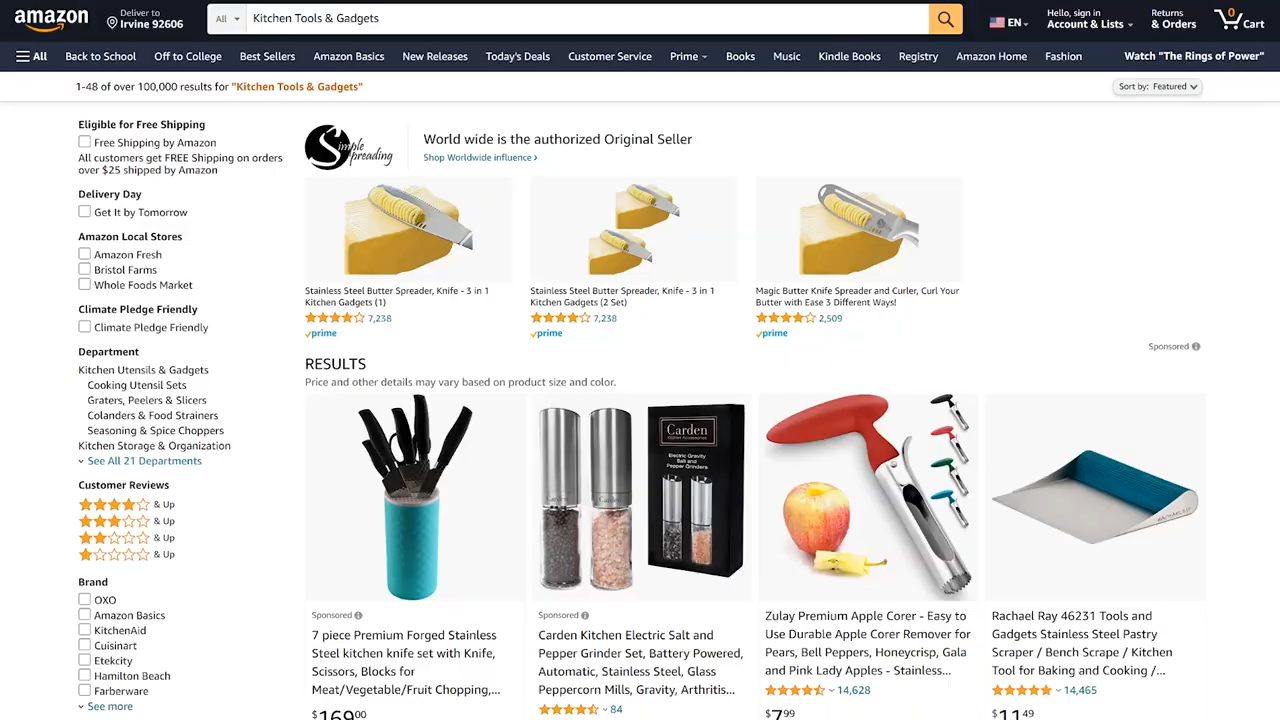 amazon
Deliver to
Irvine 92606
All
Kitchen Tools & Gadgets
EN
Hello, sign in
Account & Lists
Returns
& Orders
0
Cart
All
Back to School
Off to College
Best Sellers
Amazon Basics
New Releases
Today's Deals
Customer Service
Prime
Books
Music
Kindle Books
Registry
Amazon Home
Fashion
Watch "The Rings of Power"
1-48 of over 100,000 results for "Kitchen Tools & Gadgets"
Sort by: Featured
Eligible for Free Shipping
Free Shipping by Amazon
All customers get FREE Shipping on orders
over $25 shipped by Amazon
Delivery Day
Get It by Tomorrow
Amazon Local Stores
Amazon Fresh
Bristol Farms
Whole Foods Market
Climate Pledge Friendly
Climate Pledge Friendly
Department
Kitchen Utensils & Gadgets
Cooking Utensil Sets
Graters, Peelers & Slicers
Colanders & Food Strainers
Seasoning & Spice Choppers
Kitchen Storage & Organization
See All 21 Departments
Customer Reviews
& Up
& Up
& Up
& Up
Brand
OXO
Amazon Basics
KitchenAid
Cuisinart
Etekcity
Hamilton Beach
Farberware
See more
Simple
Spreading
World wide is the authorized Original Seller
Shop Worldwide influence ›
Stainless Steel Butter Spreader, Knife - 3 in 1
Kitchen Gadgets (1)
7,238
prime
Stainless Steel Butter Spreader, Knife - 3 in 1
Kitchen Gadgets (2 Set)
7,238
prime
Magic Butter Knife Spreader and Curler, Curl Your
Butter with Ease 3 Different Ways!
2,509
prime
Sponsored
RESULTS
Price and other details may vary based on product size and color.
Carden
Kitchen Accessories
Electric Gravity
Salt and
Pepper Grinders
Carden
Carden
Sponsored
7 piece Premium Forged Stainless
Steel kitchen knife set with Knife,
Scissors, Blocks for
Meat/Vegetable/Fruit Chopping,...
$169.00
Sponsored
Carden Kitchen Electric Salt and
Pepper Grinder Set, Battery Powered,
Automatic, Stainless Steel, Glass
Peppercorn Mills, Gravity, Arthritis...
84
Zulay Premium Apple Corer - Easy to
Use Durable Apple Corer Remover for
Pears, Bell Peppers, Honeycrisp, Gala
and Pink Lady Apples - Stainless...
14,628
$7.99
Rachael Ray 46231 Tools and
Gadgets Stainless Steel Pastry
Scraper / Bench Scrape / Kitchen
Tool for Baking and Cooking /...
14,465
$11.49